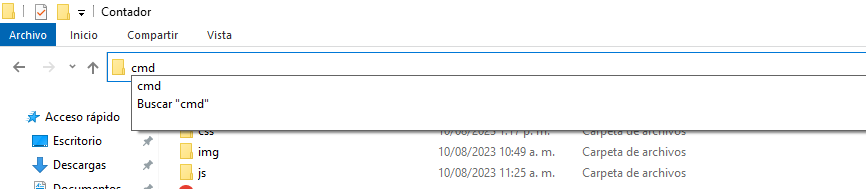 Contador
Archivo Inicio Compartir Vista
cmd
cmd
Buscar "cmd"
Acceso rápido
css 10/08/2023 1:17 p. m. Carpeta de archivos
Escritorio
img 10/08/2023 10:49 a. m. Carpeta de archivos
Descargas
js 10/08/2023 11:25 a. m. Carpeta de archivos
Documentos